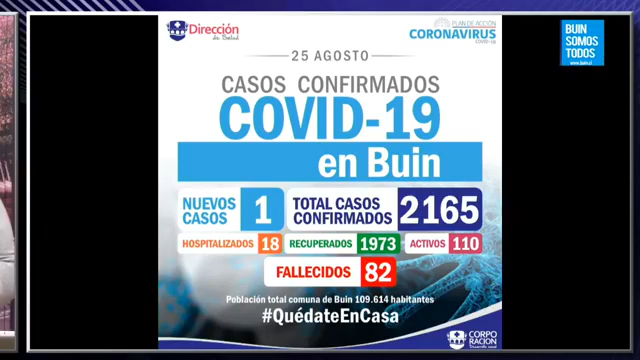 Dirección
de Salud
PLAN DE ACCIÓN
CORONAVIRUS
COVID-19
BUIN
SOMOS
TODOS
www.buin.cl
25 AGOSTO
CASOS CONFIRMADOS
COVID-19
en Buin
NUEVOS CASOS 1
TOTAL CASOS CONFIRMADOS 2165
HOSPITALIZADOS 18 RECUPERADOS 1973 ACTIVOS 110
FALLECIDOS 82
Población total comuna de Buin 109.614 habitantes
#QuédateEnCasa
CORPO
RACION
Desarrollo Social